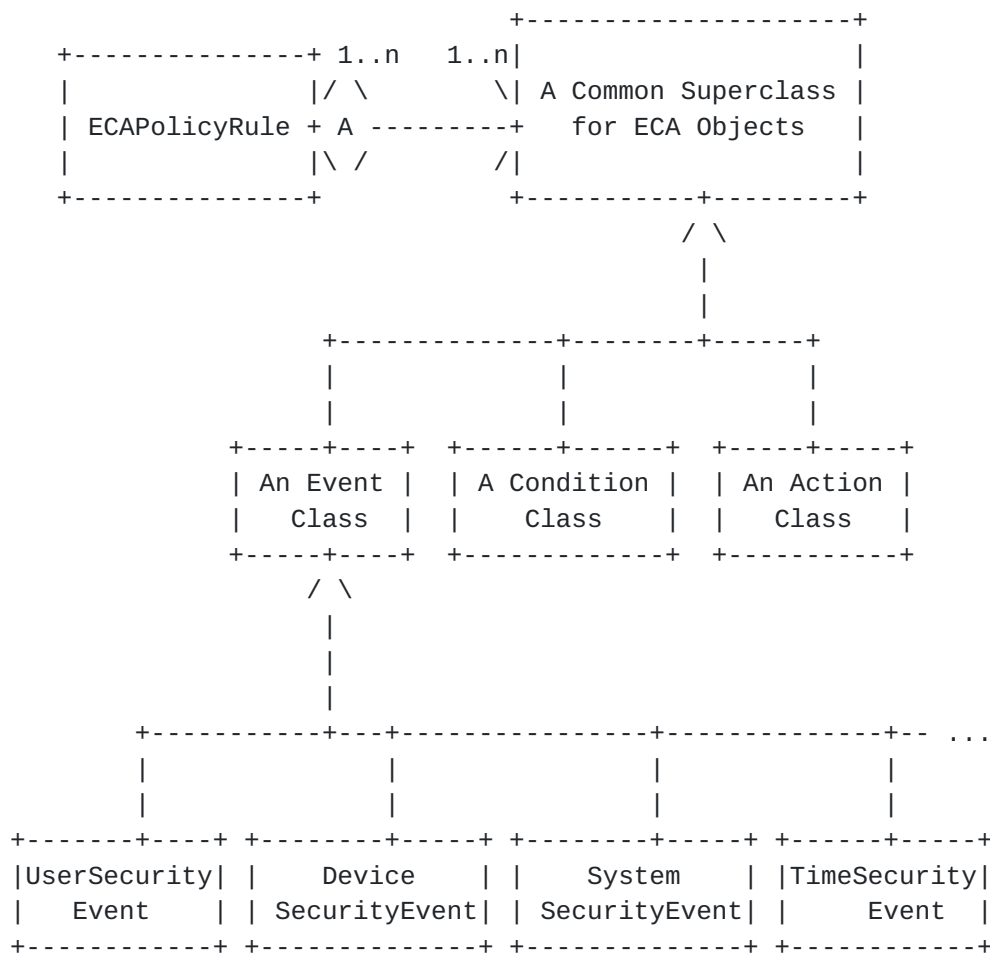 +---------------------+
    +---------------+ 1..n   1..n|                     |
    |               |/ \        \| A Common Superclass |
    | ECAPolicyRule + A ---------+   for ECA Objects   |
    |               |\ /        /|                     |
    +---------------+            +-----------+---------+
                                            / \
                                             |
                                             |
                     +--------------+--------+------+
                     |              |               |
                     |              |               |
               +-----+----+  +------+------+  +-----+-----+
               | An Event |  | A Condition |  | An Action |
               |   Class  |  |    Class    |  |   Class   |
               +-----+----+  +-------------+  +-----------+
                    / \
                     |
                     |
                     |
         +-----------+---+----------------+--------------+-- ...
         |               |                |              |
         |               |                |              |
 +-------+----+ +--------+-----+ +--------+-----+ +------+-----+
 |UserSecurity| |    Device    | |    System    | |TimeSecurity|
 |   Event    | | SecurityEvent| | SecurityEvent| |     Event  |
 +------------+ +--------------+ +--------------+ +------------+